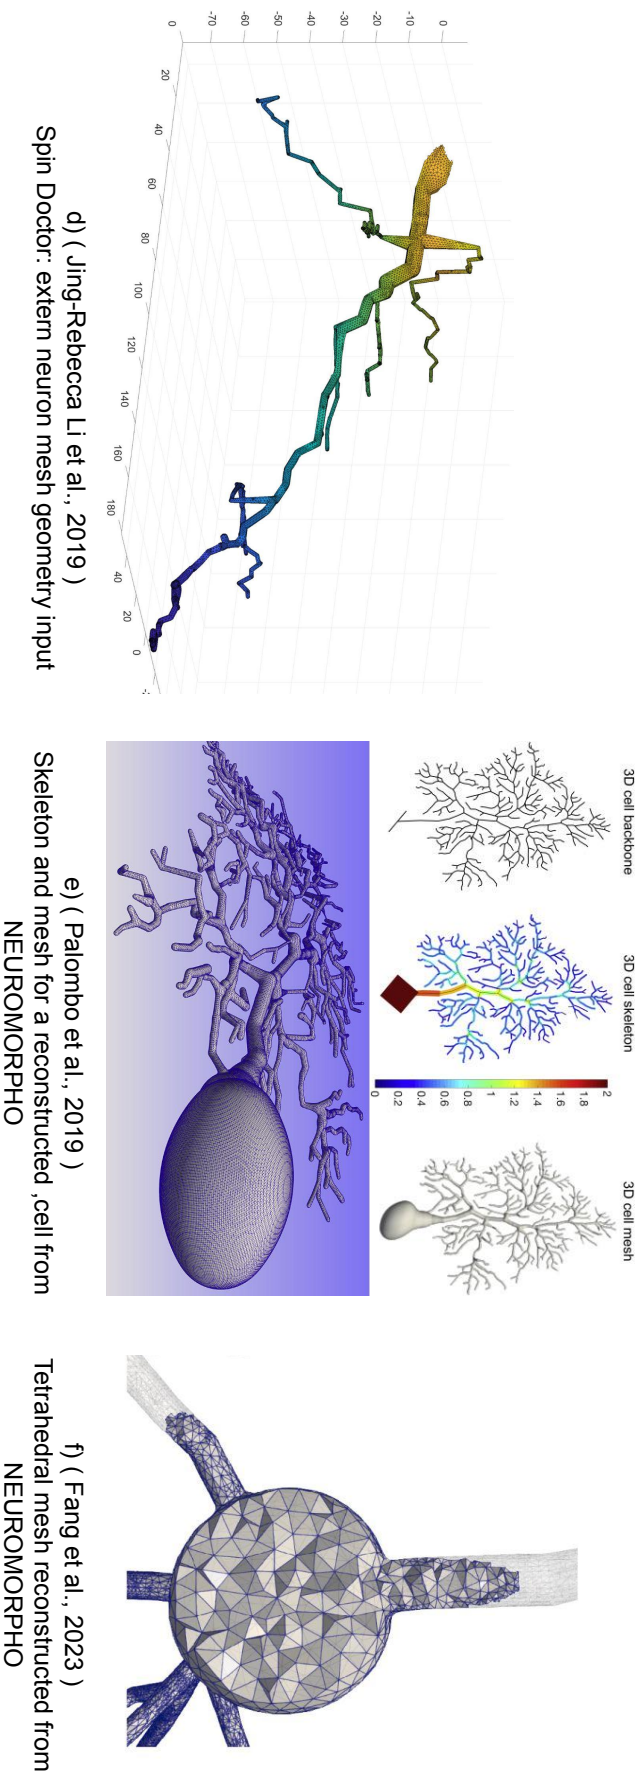 0
-10
-20
-30
-40
-50
-60
-70
0
20
40
60
80
100
120
140
160
180
40
20
0
d) ( Jing-Rebecca Li et al., 2019 )
Spin Doctor: extern neuron mesh geometry input
3D cell backbone
3D cell skeleton
3D cell mesh
2
1.8
1.6
1.4
1.2
1
0.8
0.6
0.4
0.2
0
e) ( Palombo et al., 2019 )
Skeleton and mesh for a reconstructed ,cell from
NEUROMORPHO
f) ( Fang et al., 2023 )
Tetrahedral mesh reconstructed from
NEUROMORPHO